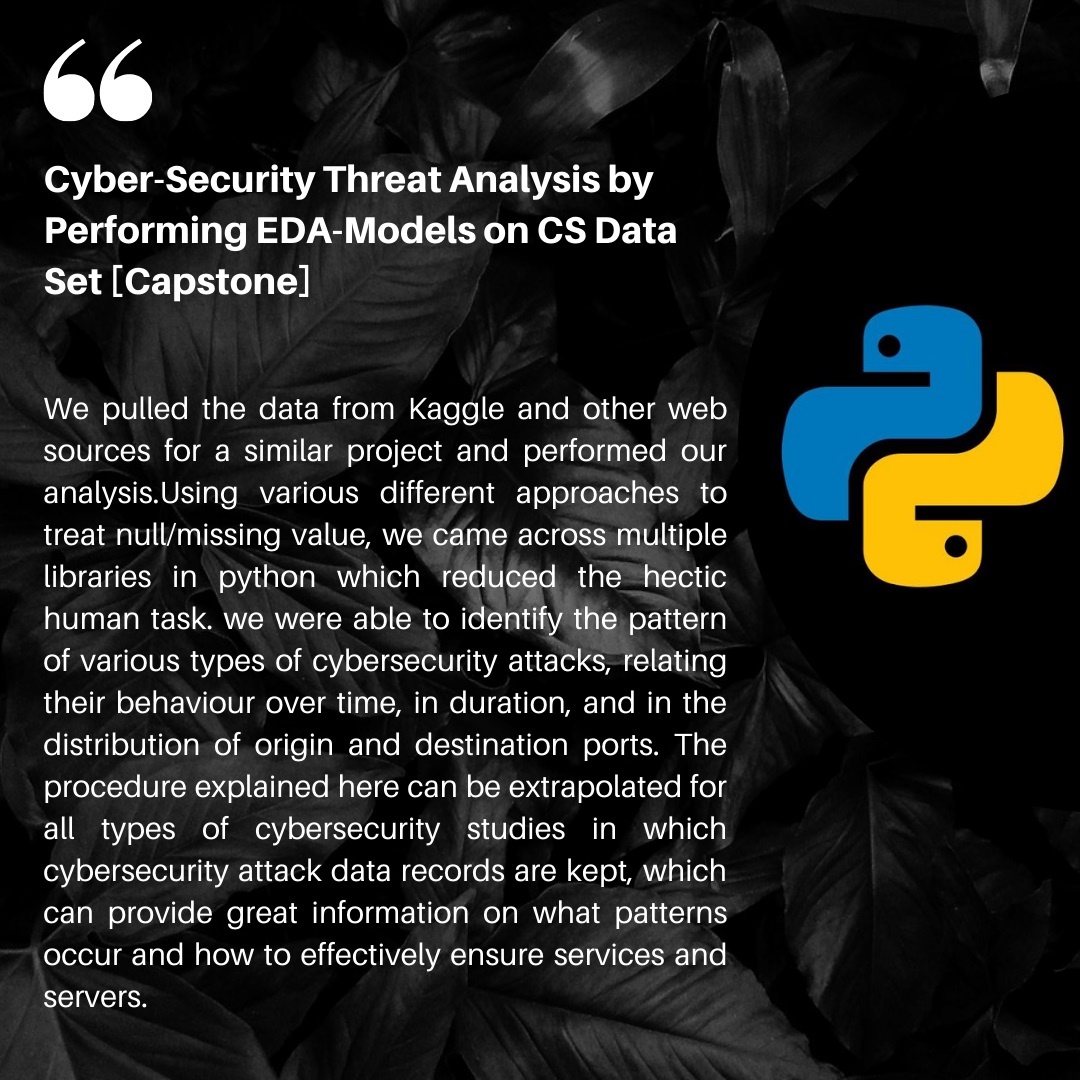 Cyber-Security Threat Analysis by
Performing EDA-Models on CS Data
Set [Capstone]
We pulled the data from Kaggle and other web
sources for a similar project and performed our
analysis.Using various different approaches to
treat null/missing value, we came across multiple
libraries in python which reduced the hectic
human task. we were able to identify the pattern
of various types of cybersecurity attacks, relating
their behaviour over time, in duration, and in the
distribution of origin and destination ports. The
procedure explained here can be extrapolated for
all types of cybersecurity studies in which
cybersecurity attack data records are kept, which
can provide great information on what patterns
occur and how to effectively ensure services and
servers.